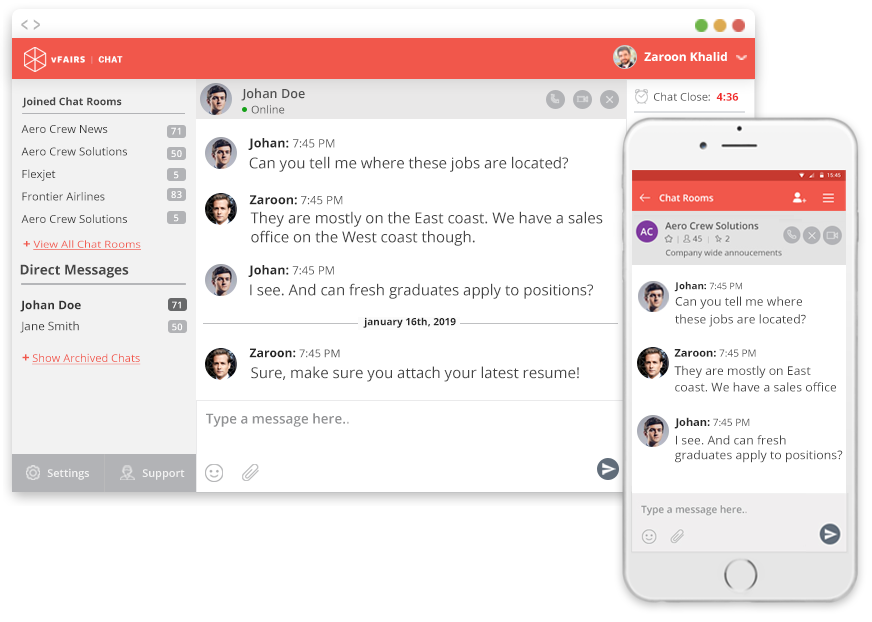 vFAIRS | CHAT
Zaroon Khalid
Joined Chat Rooms
Aero Crew News 71
Aero Crew Solutions 50
Flexjet 5
Frontier Airlines 83
Aero Crew Solutions 5
+ View All Chat Rooms
Direct Messages
Johan Doe 71
Jane Smith 50
+ Show Archived Chats
Settings
Support
Johan Doe
Online
Johan: 7:45 PM
Can you tell me where these jobs are located?
Zaroon: 7:45 PM
They are mostly on the East coast. We have a sales
office on the West coast though.
Johan: 7:45 PM
I see. And can fresh graduates apply to positions?
january 16th, 2019
Zaroon: 7:45 PM
Sure, make sure you attach your latest resume!
Type a message here..
Chat Close: 4:36
15:45
Chat Rooms
AC
Aero Crew Solutions
45 | 2
Company wide annoucements
Johan: 7:45 PM
Can you tell me where
these jobs are located?
Zaroon: 7:45 PM
They are mostly on East
coast. We have a sales office
Johan: 7:45 PM
I see. And can fresh
graduates apply to positions?
Type a message here..